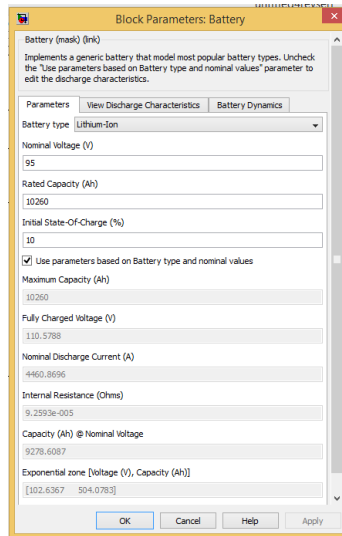 Block Parameters: Battery
Battery (mask) (link)
Implements a generic battery that model most popular battery types. Uncheck
the "Use parameters based on Battery type and nominal values" parameter to
edit the discharge characteristics.
Parameters View Discharge Characteristics Battery Dynamics
Battery type Lithium-Ion
Nominal Voltage (V)
95
Rated Capacity (Ah)
10260
Initial State-Of-Charge (%)
10
Use parameters based on Battery type and nominal values
Maximum Capacity (Ah)
10260
Fully Charged Voltage (V)
110.5788
Nominal Discharge Current (A)
4460.8696
Internal Resistance (Ohms)
9.2593e-005
Capacity (Ah) @ Nominal Voltage
9278.6087
Exponential zone [Voltage (V), Capacity (Ah)]
[102.6367 504.0783]
OK Cancel Help Apply